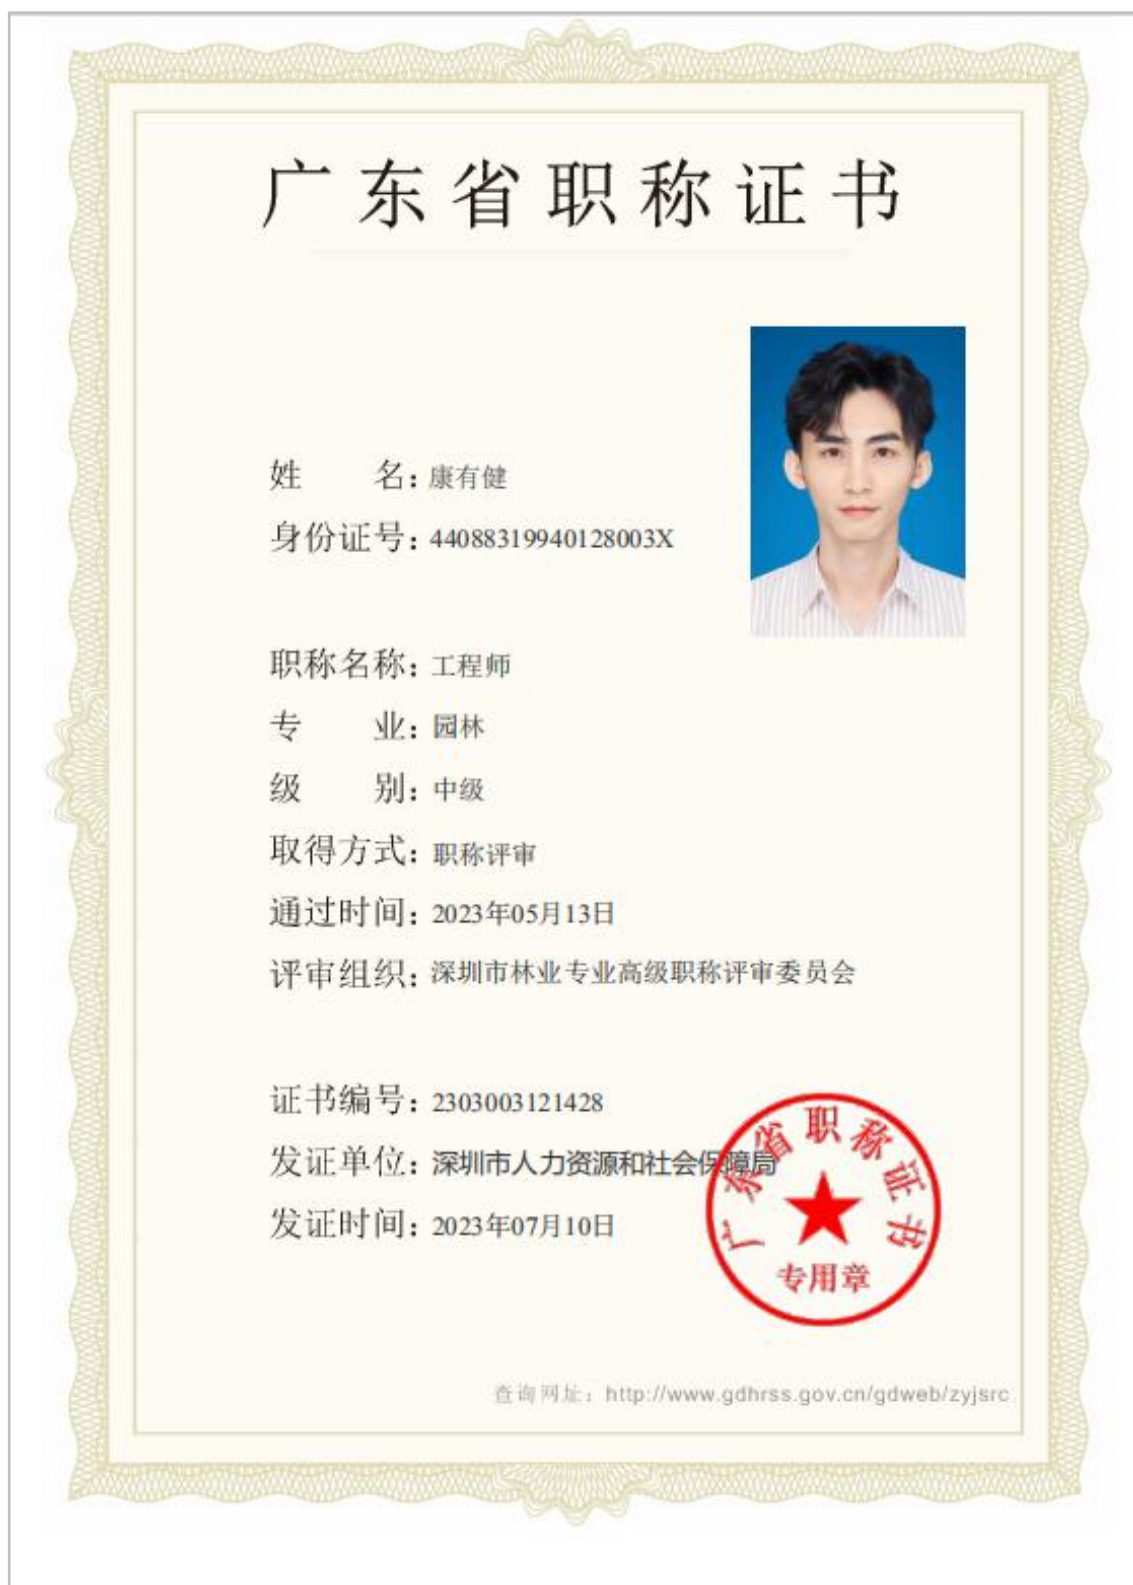 广东省职称证书
姓 名：康有健
身份证号：44088319940128003X
职称名称：工程师
专 业：园林
级 别：中级
取得方式：职称评审
通过时间：2023年05月13日
评审组织：深圳市林业专业高级职称评审委员会
证书编号：2303003121428
发证单位：深圳市人力资源和社会保障局
发证时间：2023年07月10日
广东省职称证书
专用章
查询网址：http://www.gdhrss.gov.cn/gdweb/zyjsrc